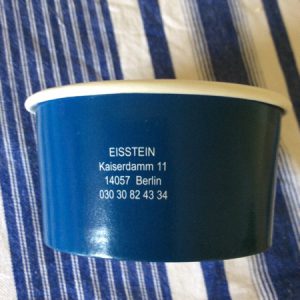 EISSTEIN
Kaiserdamm 11
14057 Berlin
030 30 82 43 34